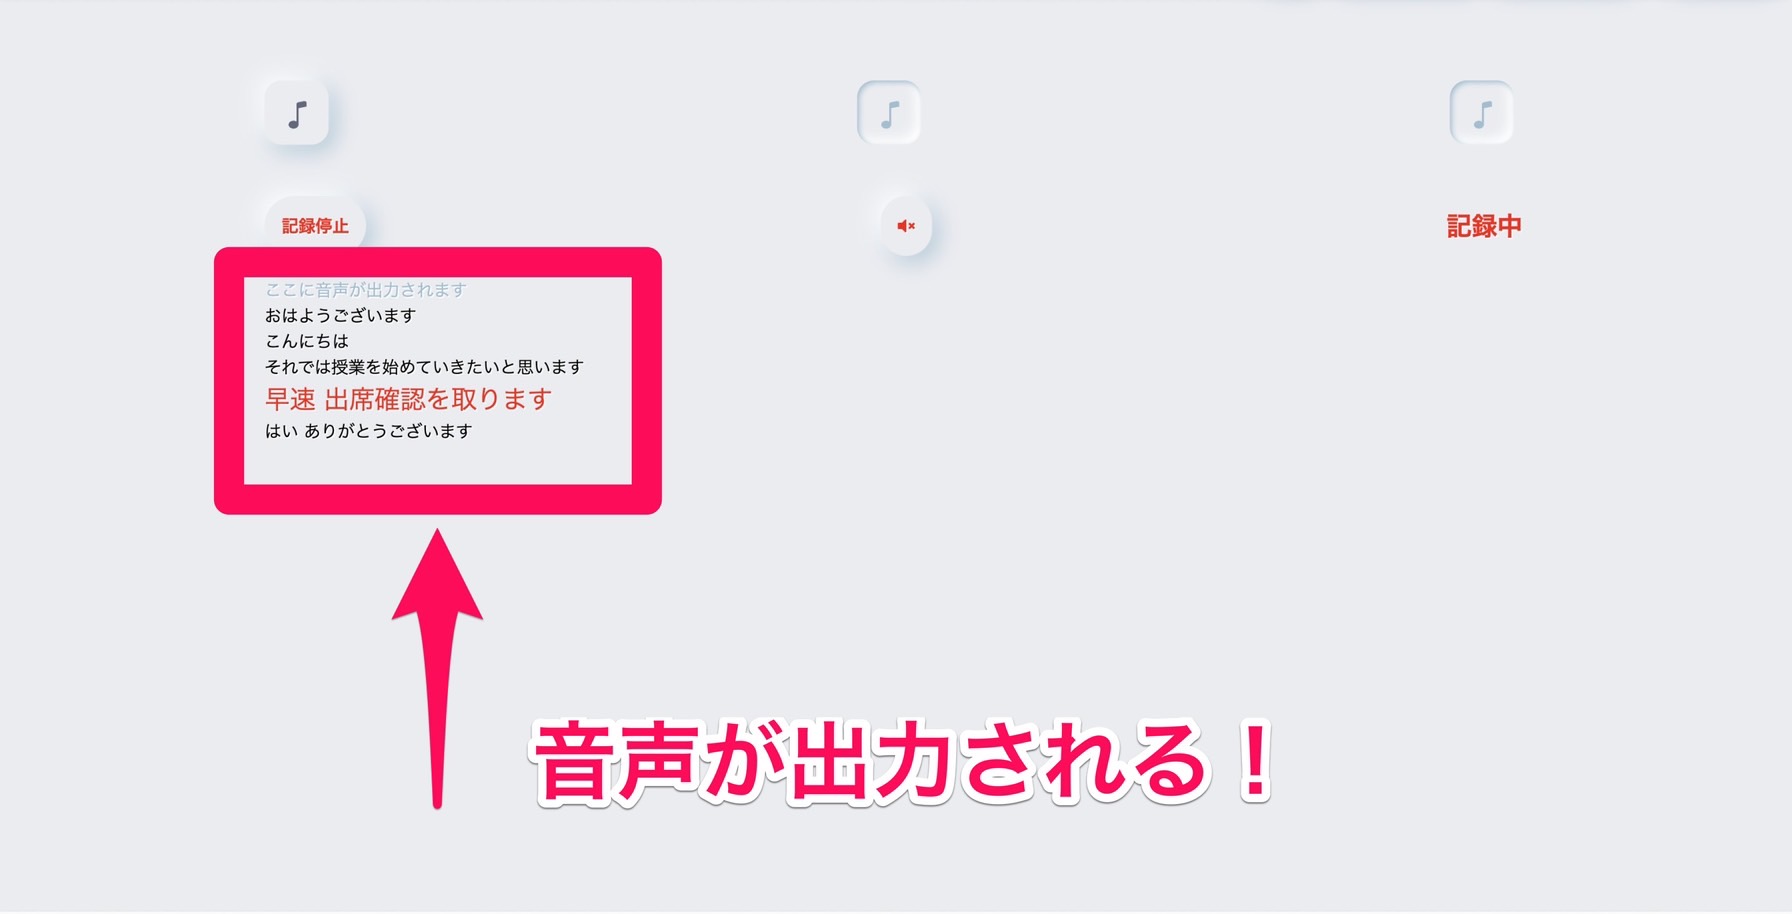 記録停止
記録中
ここに音声が出力されます
おはようございます
こんにちは
それでは授業を始めていきたいと思います
早速 出席確認を取ります
はい ありがとうございます
音声が出力される！